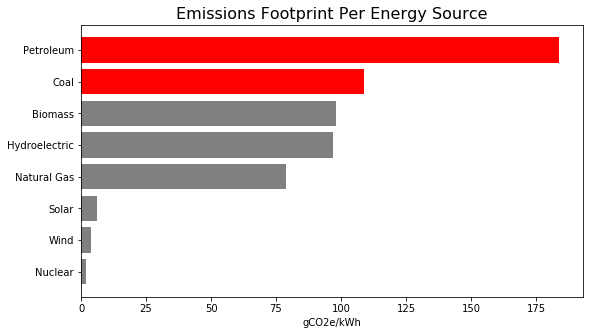 Emissions Footprint Per Energy Source
Petroleum
Coal
Biomass
Hydroelectric
Natural Gas
Solar
Wind
Nuclear
0 25 50 75 100 125 150 175
gCO2e/kWh